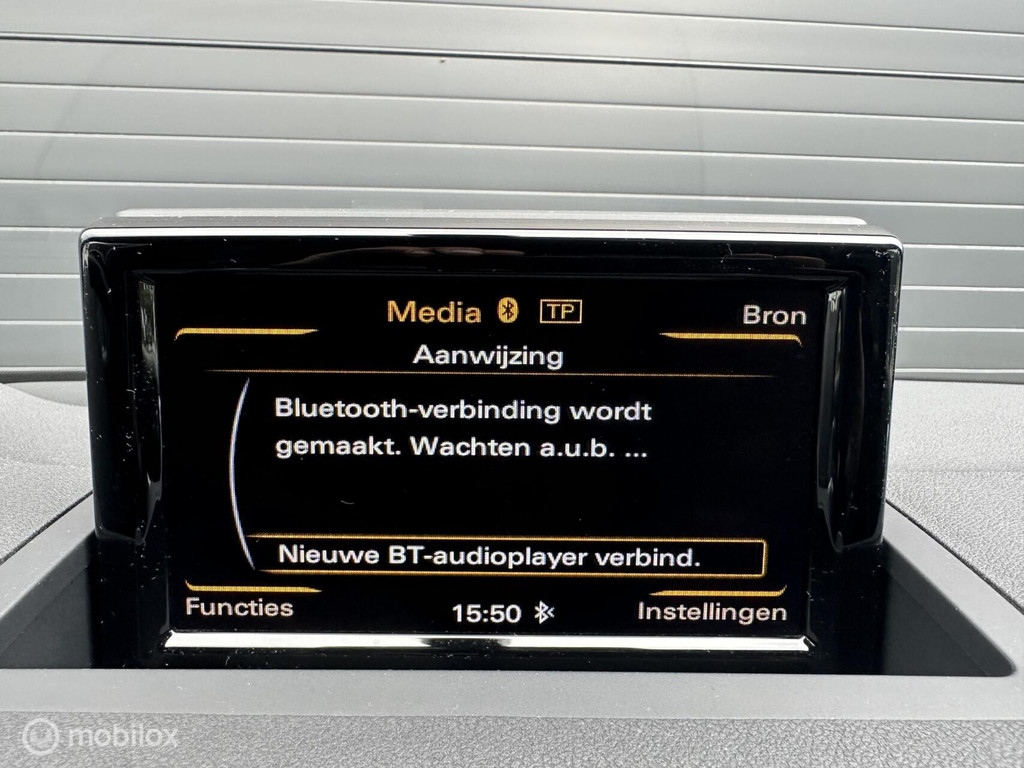 Media TP
Bron
Aanwijzing
Bluetooth-verbinding wordt
gemaakt. Wachten a.u.b. ...
Nieuwe BT-audioplayer verbind.
Functies
15:50
Instellingen
mobilox